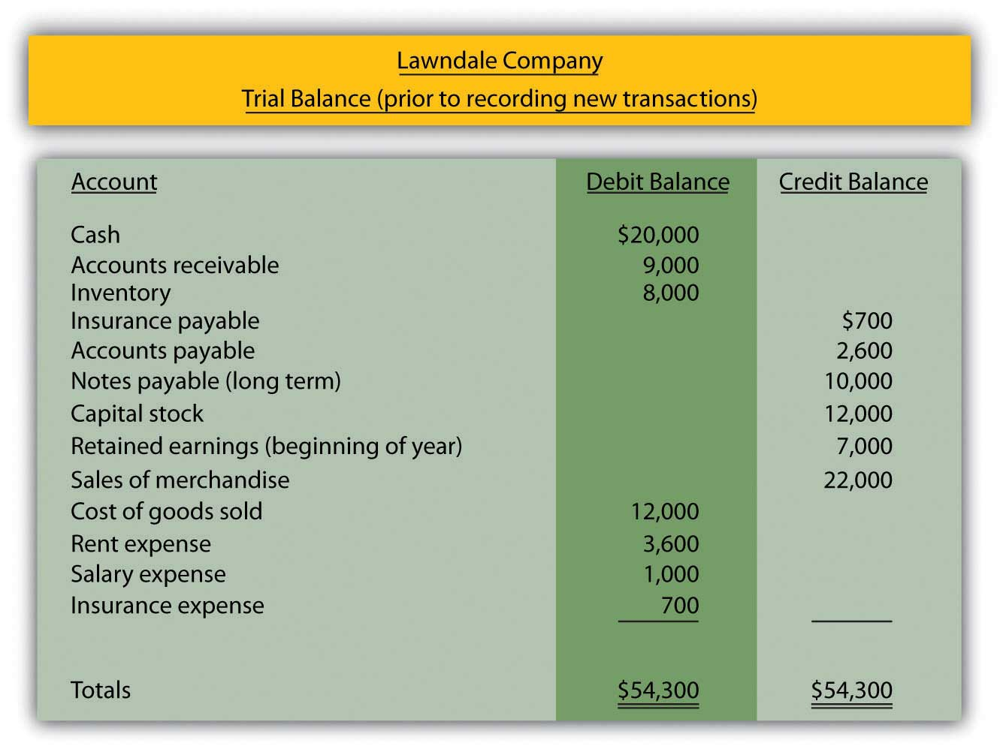 Lawndale Company
Trial Balance (prior to recording new transactions)
Account Debit Balance Credit Balance
Cash $20,000
Accounts receivable 9,000
Inventory 8,000
Insurance payable $700
Accounts payable 2,600
Notes payable (long term) 10,000
Capital stock 12,000
Retained earnings (beginning of year) 7,000
Sales of merchandise 22,000
Cost of goods sold 12,000
Rent expense 3,600
Salary expense 1,000
Insurance expense 700
Totals $54,300 $54,300